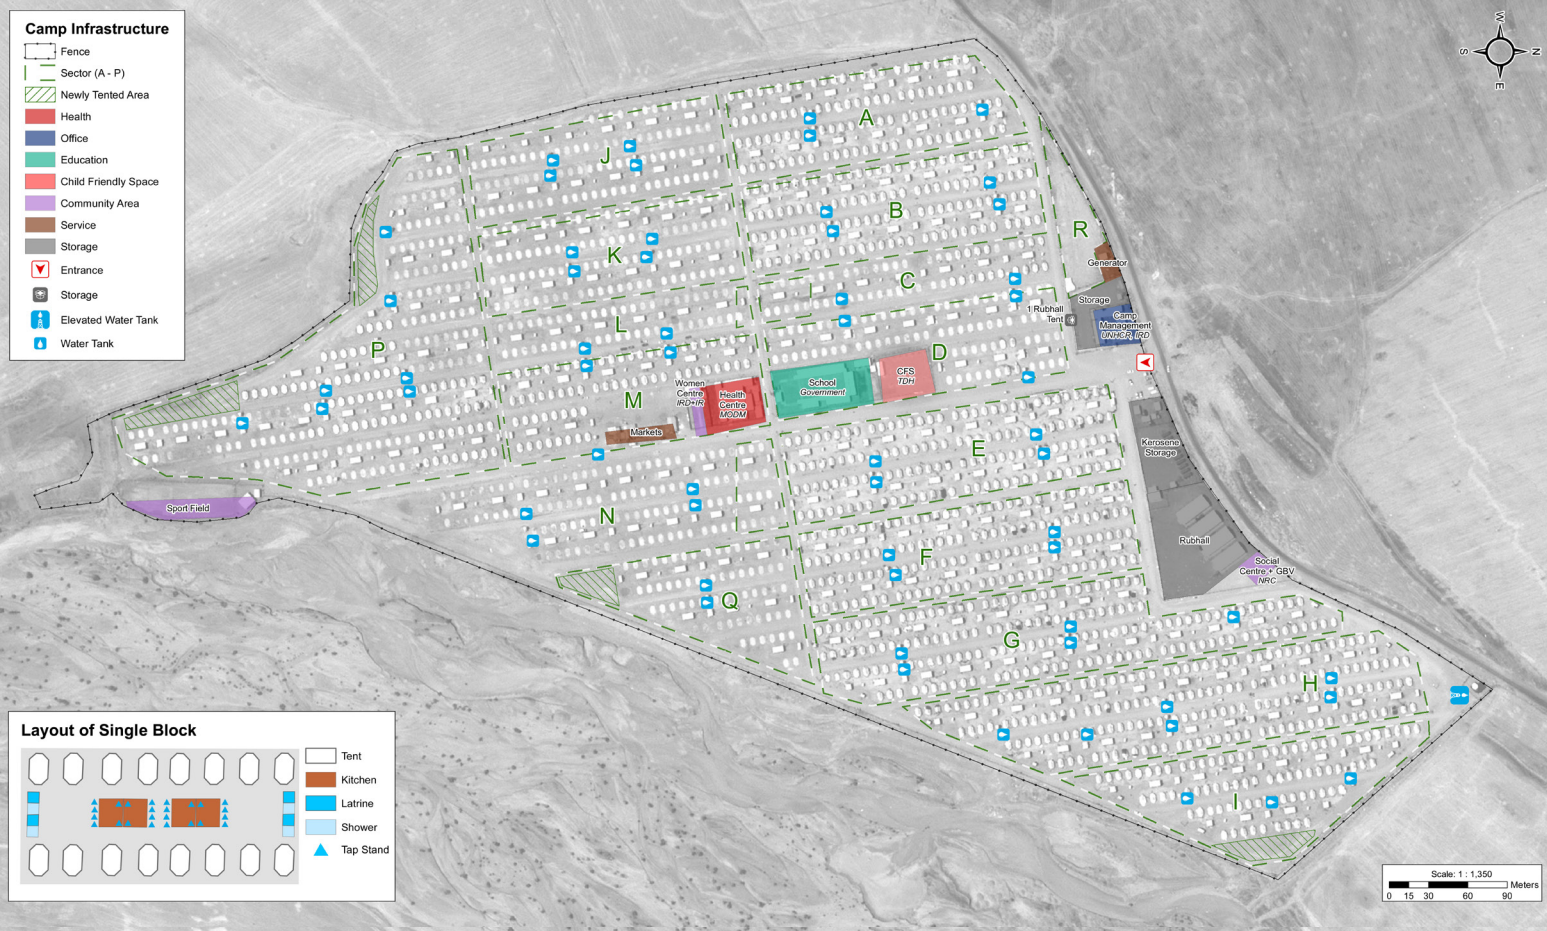 Camp Infrastructure
Fence
Sector (A - P)
Newly Tented Area
Health
Office
Education
Child Friendly Space
Community Area
Service
Storage
Entrance
Storage
Elevated Water Tank
Water Tank
W
S
N
E
A
J
B
R
K
Generator
C
Storage
1 Rubhall
Tent
Camp
Management
UNHCR, IRD
L
P
D
School
Government
CFS
TDH
Women
Centre
IRD+IR
Health
Centre
MODM
M
Markets
E
Kerosene
Storage
Sport Field
N
Rubhall
F
Social
Centre + GBV
NRC
Q
G
H
I
Layout of Single Block
Tent
Kitchen
Latrine
Shower
Tap Stand
Scale: 1 : 1,350
Meters
0 15 30 60 90